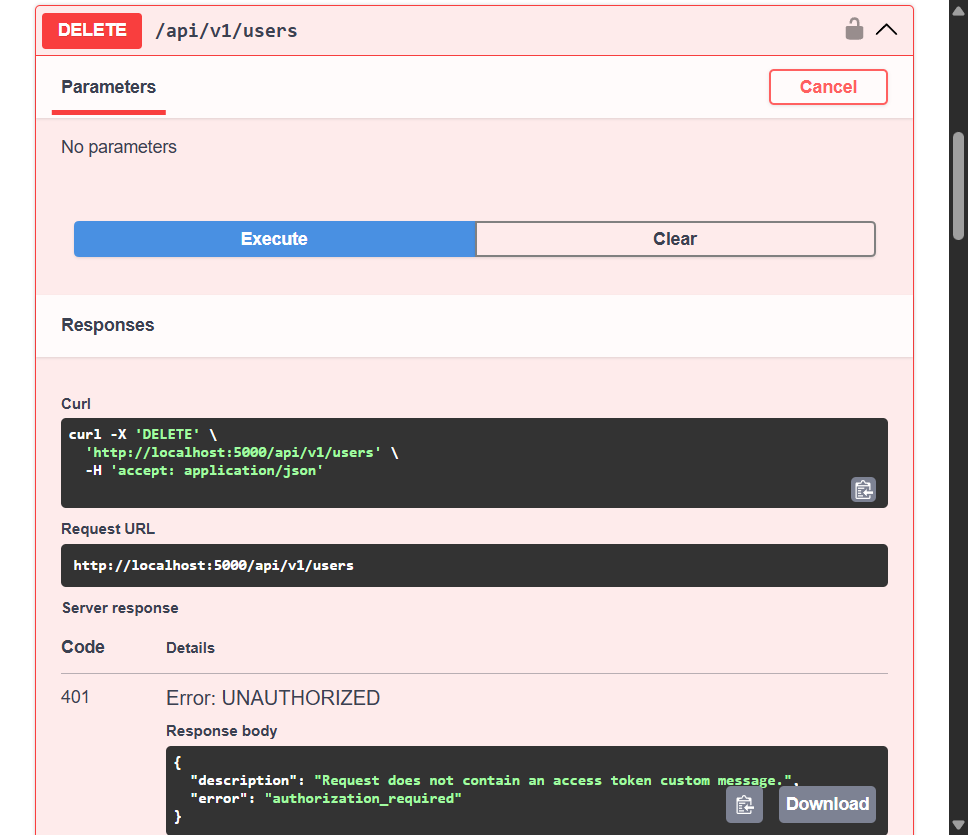 DELETE /api/v1/users
Parameters
Cancel
No parameters
Execute
Clear
Responses
Curl
curl -X 'DELETE' \
  'http://localhost:5000/api/v1/users' \
  -H 'accept: application/json'
Request URL
http://localhost:5000/api/v1/users
Server response
Code Details
401 Error: UNAUTHORIZED
Response body
{
  "description": "Request does not contain an access token custom message.",
  "error": "authorization_required"
}
Download